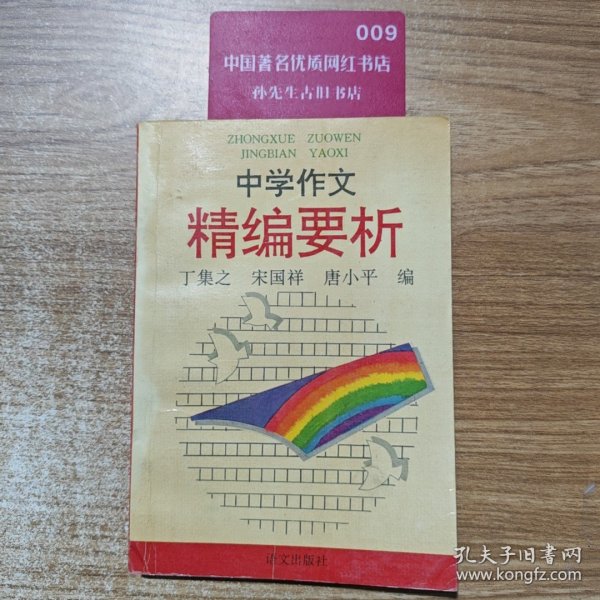 009
中国著名优质网红书店
孙先生古旧书店
ZHONGXUE ZUOWEN
JINGBIAN YAOXI
中学作文
精编要析
丁集之 宋国祥 唐小平 编
语文出版社
孔夫子旧书网
www.kongfz.com